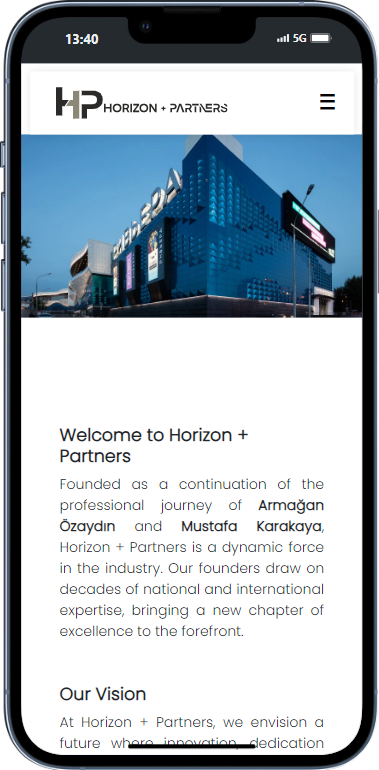 13:40
5G
HP HORIZON + PARTNERS
Welcome to Horizon +
Partners
Founded as a continuation of the
professional journey of Armağan
Özaydın and Mustafa Karakaya,
Horizon + Partners is a dynamic force
in the industry. Our founders draw on
decades of national and international
expertise, bringing a new chapter of
excellence to the forefront.
Our Vision
At Horizon + Partners, we envision a
future where innovation, dedication